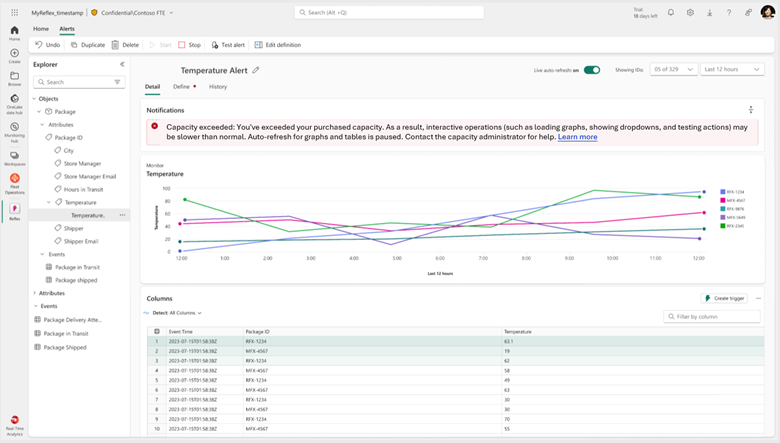 MyReflex_timestamp
Confidential\Contoso FTE
Search (Alt +Q)
Trial
18 days left
Home
Alerts
Undo
Duplicate
Delete
Start
Stop
Test alert
Edit definition
Home
Create
Browse
OneLake
data hub
Monitoring
hub
Workspaces
Fleet
Operations
Reflex
Real-Time
Analytics
Explorer
Search
Objects
Package
Attributes
Package ID
City
Store Manager
Store Manager Email
Hours in Transit
Temperature
Temperature..
Shipper
Shipper Email
Events
Package in Transit
Package shipped
Attributes
Events
Package Delivery Atte...
Package in Transit
Package Shipped
Temperature Alert
Live auto refresh on
Showing IDs:
05 of 329
Last 12 hours
Detail
Define
History
Notifications
Capacity exceeded: You've exceeded your purchased capacity. As a result, interactive operations (such as loading graphs, showing dropdowns, and testing actions) may
be slower than normal. Auto-refresh for graphs and tables is paused. Contact the capacity administrator for help. Learn more
Monitor
Temperature
Temperature
100
80
60
40
20
0
12:00 1:00 2:00 3:00 4:00 5:00 6:00 7:00 8:00 9:00 10:00 11:00 12:00
Last 12 hours
RFX-1234
MFX-4567
RFX-9876
MFX-1649
RFX-2341
Columns
Create trigger
Detect: All Columns
Filter by column
Event Time Package ID Temperature
1 2023-07-15T01:58:38Z RFX-1234 63.1
2 2023-07-15T01:58:38Z MFX-4567 19
3 2023-07-15T01:58:38Z RFX-1234 62
4 2023-07-15T01:58:38Z MFX-4567 58
5 2023-07-15T01:58:38Z RFX-1234 49
6 2023-07-15T01:58:38Z MFX-4567 63
7 2023-07-15T01:58:38Z RFX-1234 30
8 2023-07-15T01:58:38Z MFX-4567 30
9 2023-07-15T01:58:38Z RFX-1234 70
10 2023-07-15T01:58:38Z MFX-4567 55